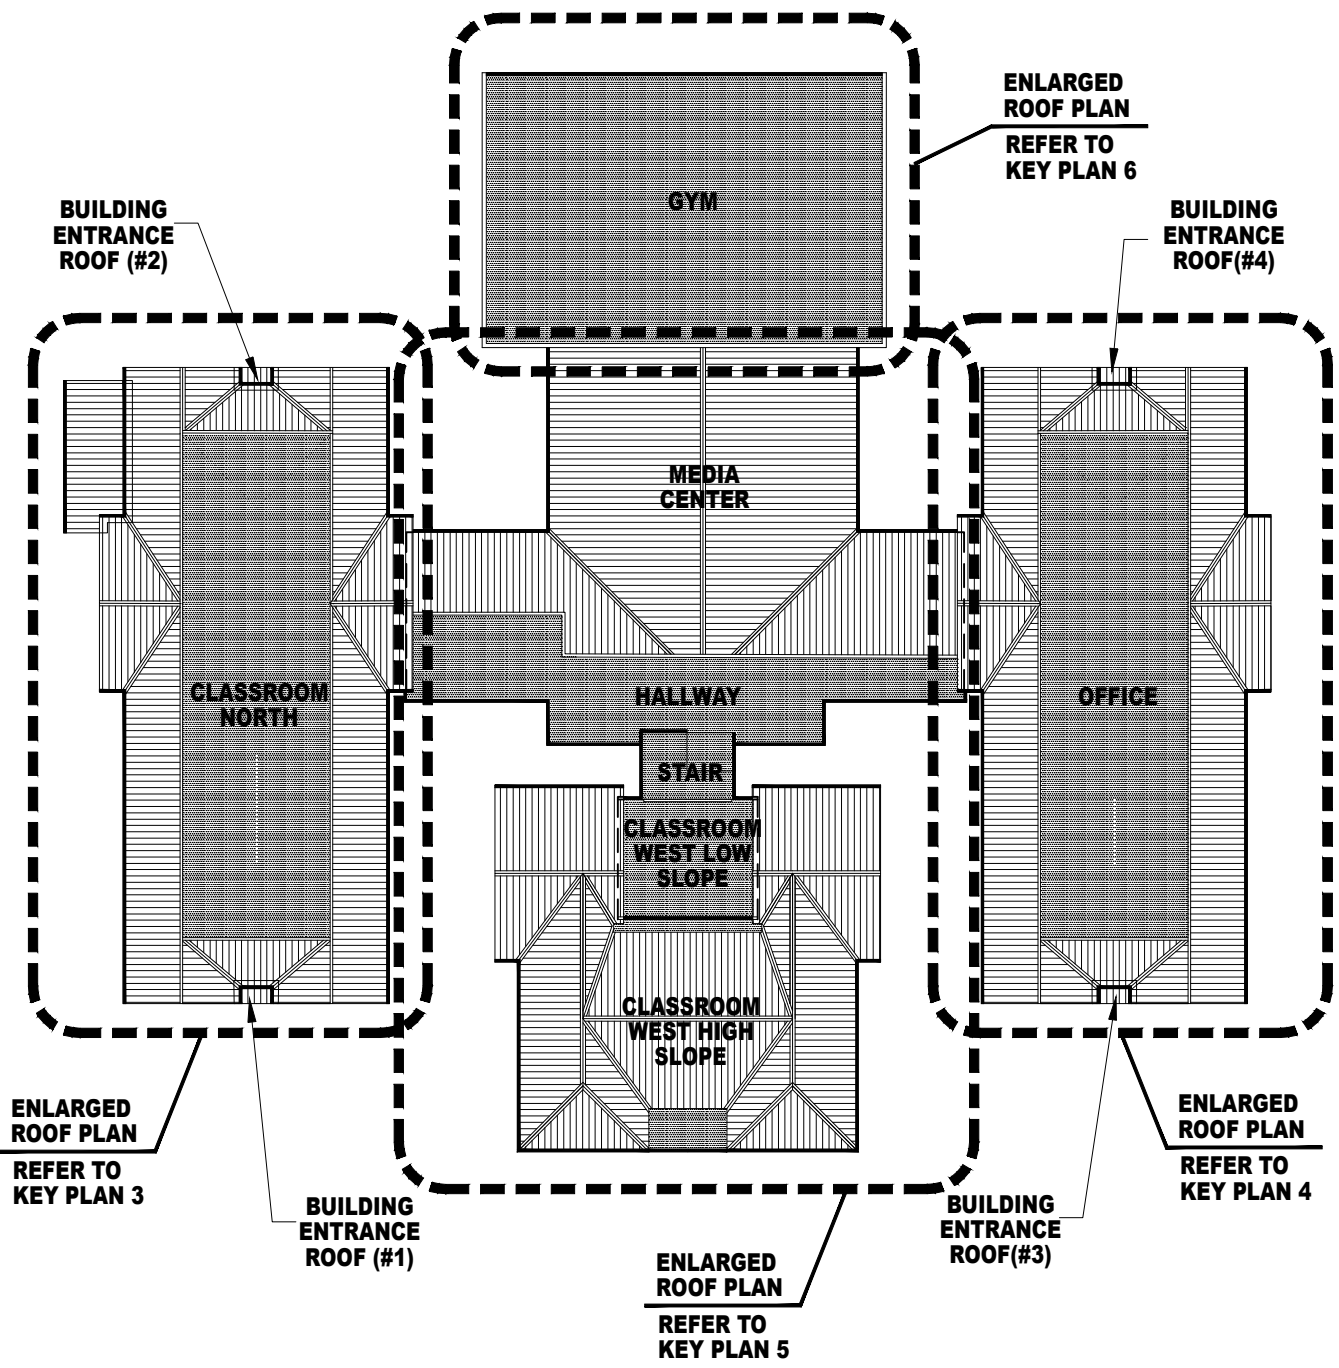 ENLARGED
ROOF PLAN
REFER TO
KEY PLAN 6
GYM
BUILDING
ENTRANCE
ROOF (#2)
BUILDING
ENTRANCE
ROOF(#4)
MEDIA
CENTER
CLASSROOM
NORTH
HALLWAY
OFFICE
STAIR
CLASSROOM
WEST LOW
SLOPE
CLASSROOM
WEST HIGH
SLOPE
ENLARGED
ROOF PLAN
REFER TO
KEY PLAN 3
ENLARGED
ROOF PLAN
REFER TO
KEY PLAN 4
BUILDING
ENTRANCE
ROOF (#1)
BUILDING
ENTRANCE
ROOF(#3)
ENLARGED
ROOF PLAN
REFER TO
KEY PLAN 5